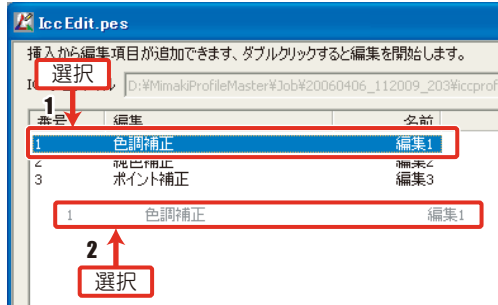 IccEdit.pes
挿入から編集項目が追加できます、ダブルクリックすると編集を開始します。
選択
D:¥MimakiProfileMaster¥Job¥20060406_112009_203¥iccprof
1
番号 編集 名前
1 色調補正 編集1
2 純色補正 編集2
3 ポイント補正 編集3
1 色調補正 編集1
2
選択